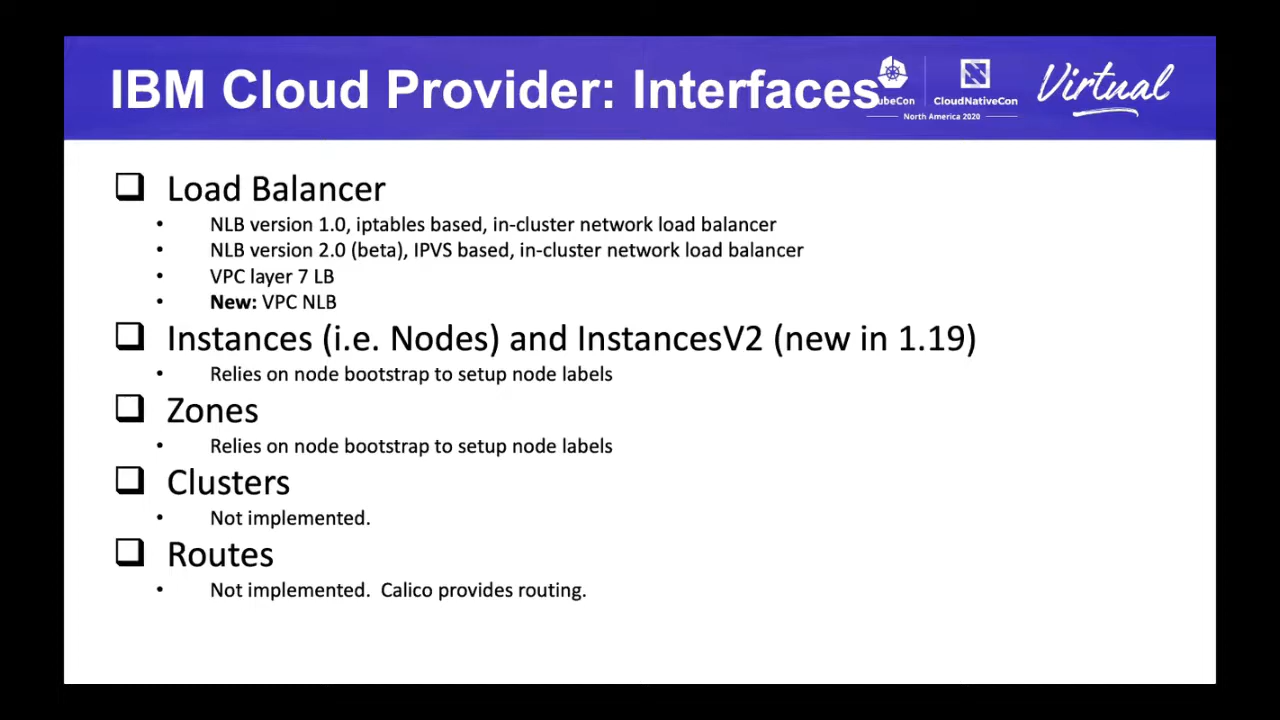 IBM Cloud Provider: Interfaces
CloudNativeCon
North America 2020
Virtual
Load Balancer
• NLB version 1.0, iptables based, in-cluster network load balancer
• NLB version 2.0 (beta), IPVS based, in-cluster network load balancer
• VPC layer 7 LB
• New: VPC NLB
Instances (i.e. Nodes) and InstancesV2 (new in 1.19)
• Relies on node bootstrap to setup node labels
Zones
• Relies on node bootstrap to setup node labels
Clusters
• Not implemented.
Routes
• Not implemented.  Calico provides routing.